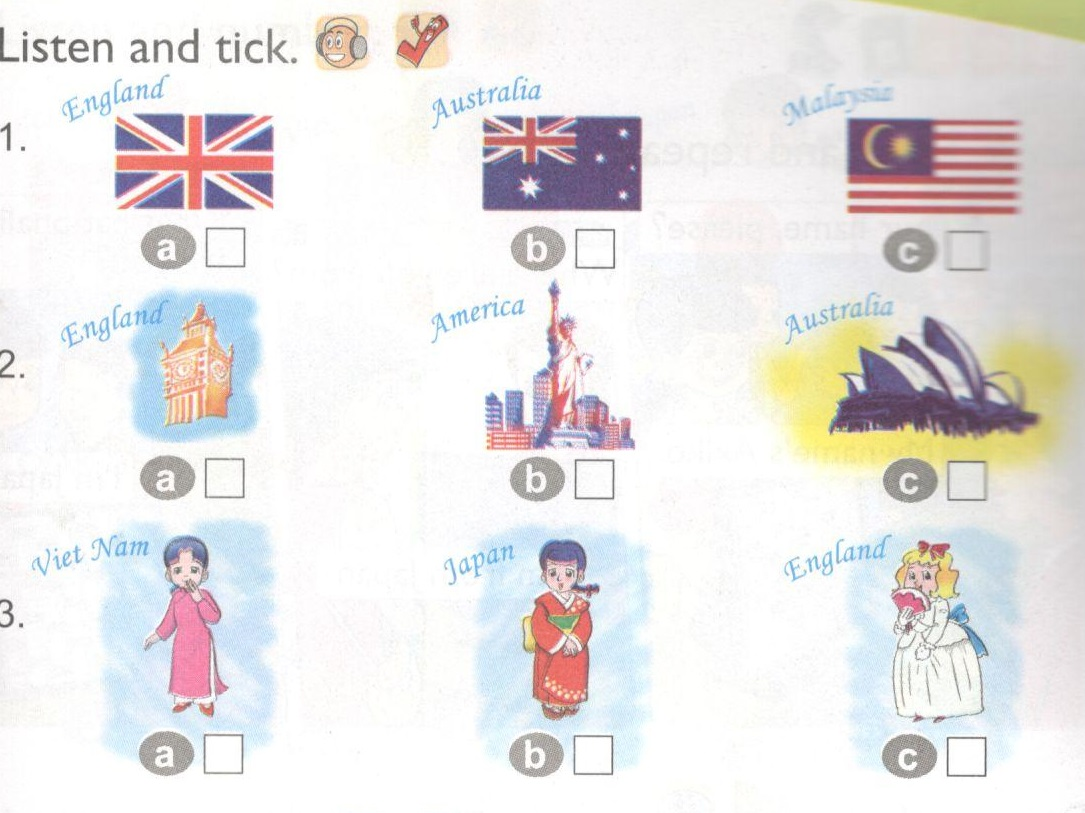 Listen and tick.
1.
England
Australia
Malaysia
a
b
c
2.
England
America
Australia
a
b
c
3.
Viet Nam
Japan
England
a
b
c